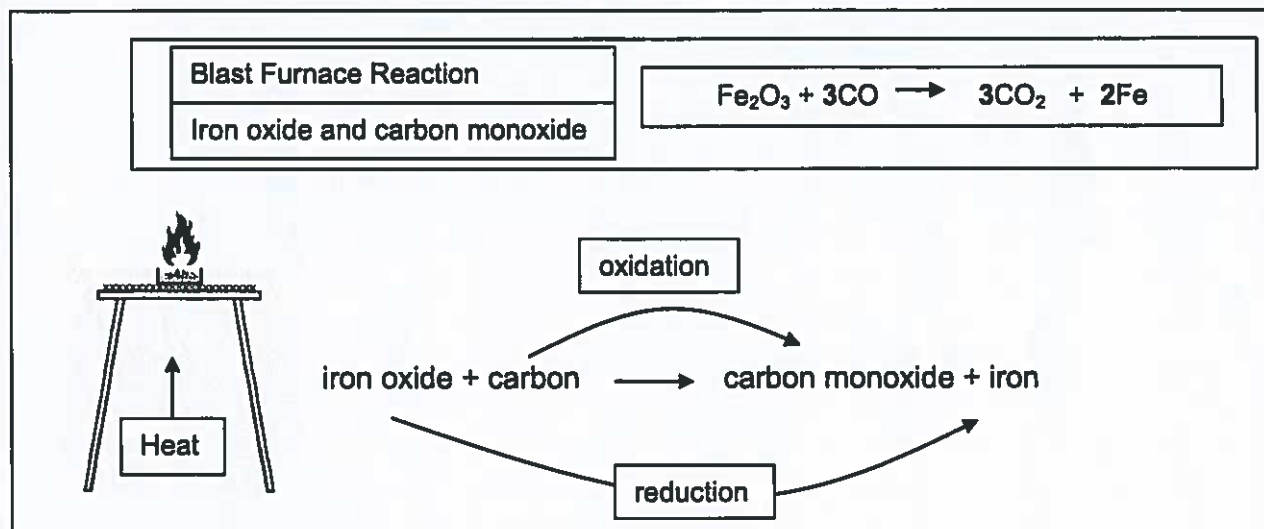 Blast Furnace Reaction
Iron oxide and carbon monoxide
Fe₂O₃ + 3CO → 3CO₂ + 2Fe
oxidation
iron oxide + carbon → carbon monoxide + iron
Heat
reduction